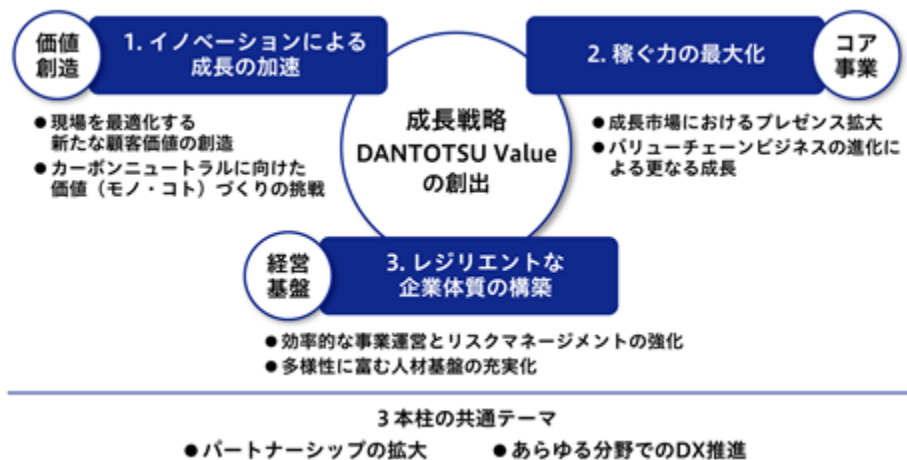 価値
創造
1. イノベーションによる
成長の加速
●現場を最適化する
新たな顧客価値の創造
●カーボンニュートラルに向けた
価値（モノ・コト）づくりの挑戦
成長戦略
DANTOTSU Value
の創出
2. 稼ぐ力の最大化
コア
事業
●成長市場におけるプレゼンス拡大
●バリューチェーンビジネスの進化に
よる更なる成長
経営
基盤
3. レジリエントな
企業体質の構築
●効率的な事業運営とリスクマネージメントの強化
●多様性に富む人材基盤の充実化
3本柱の共通テーマ
●パートナーシップの拡大
●あらゆる分野でのDX推進